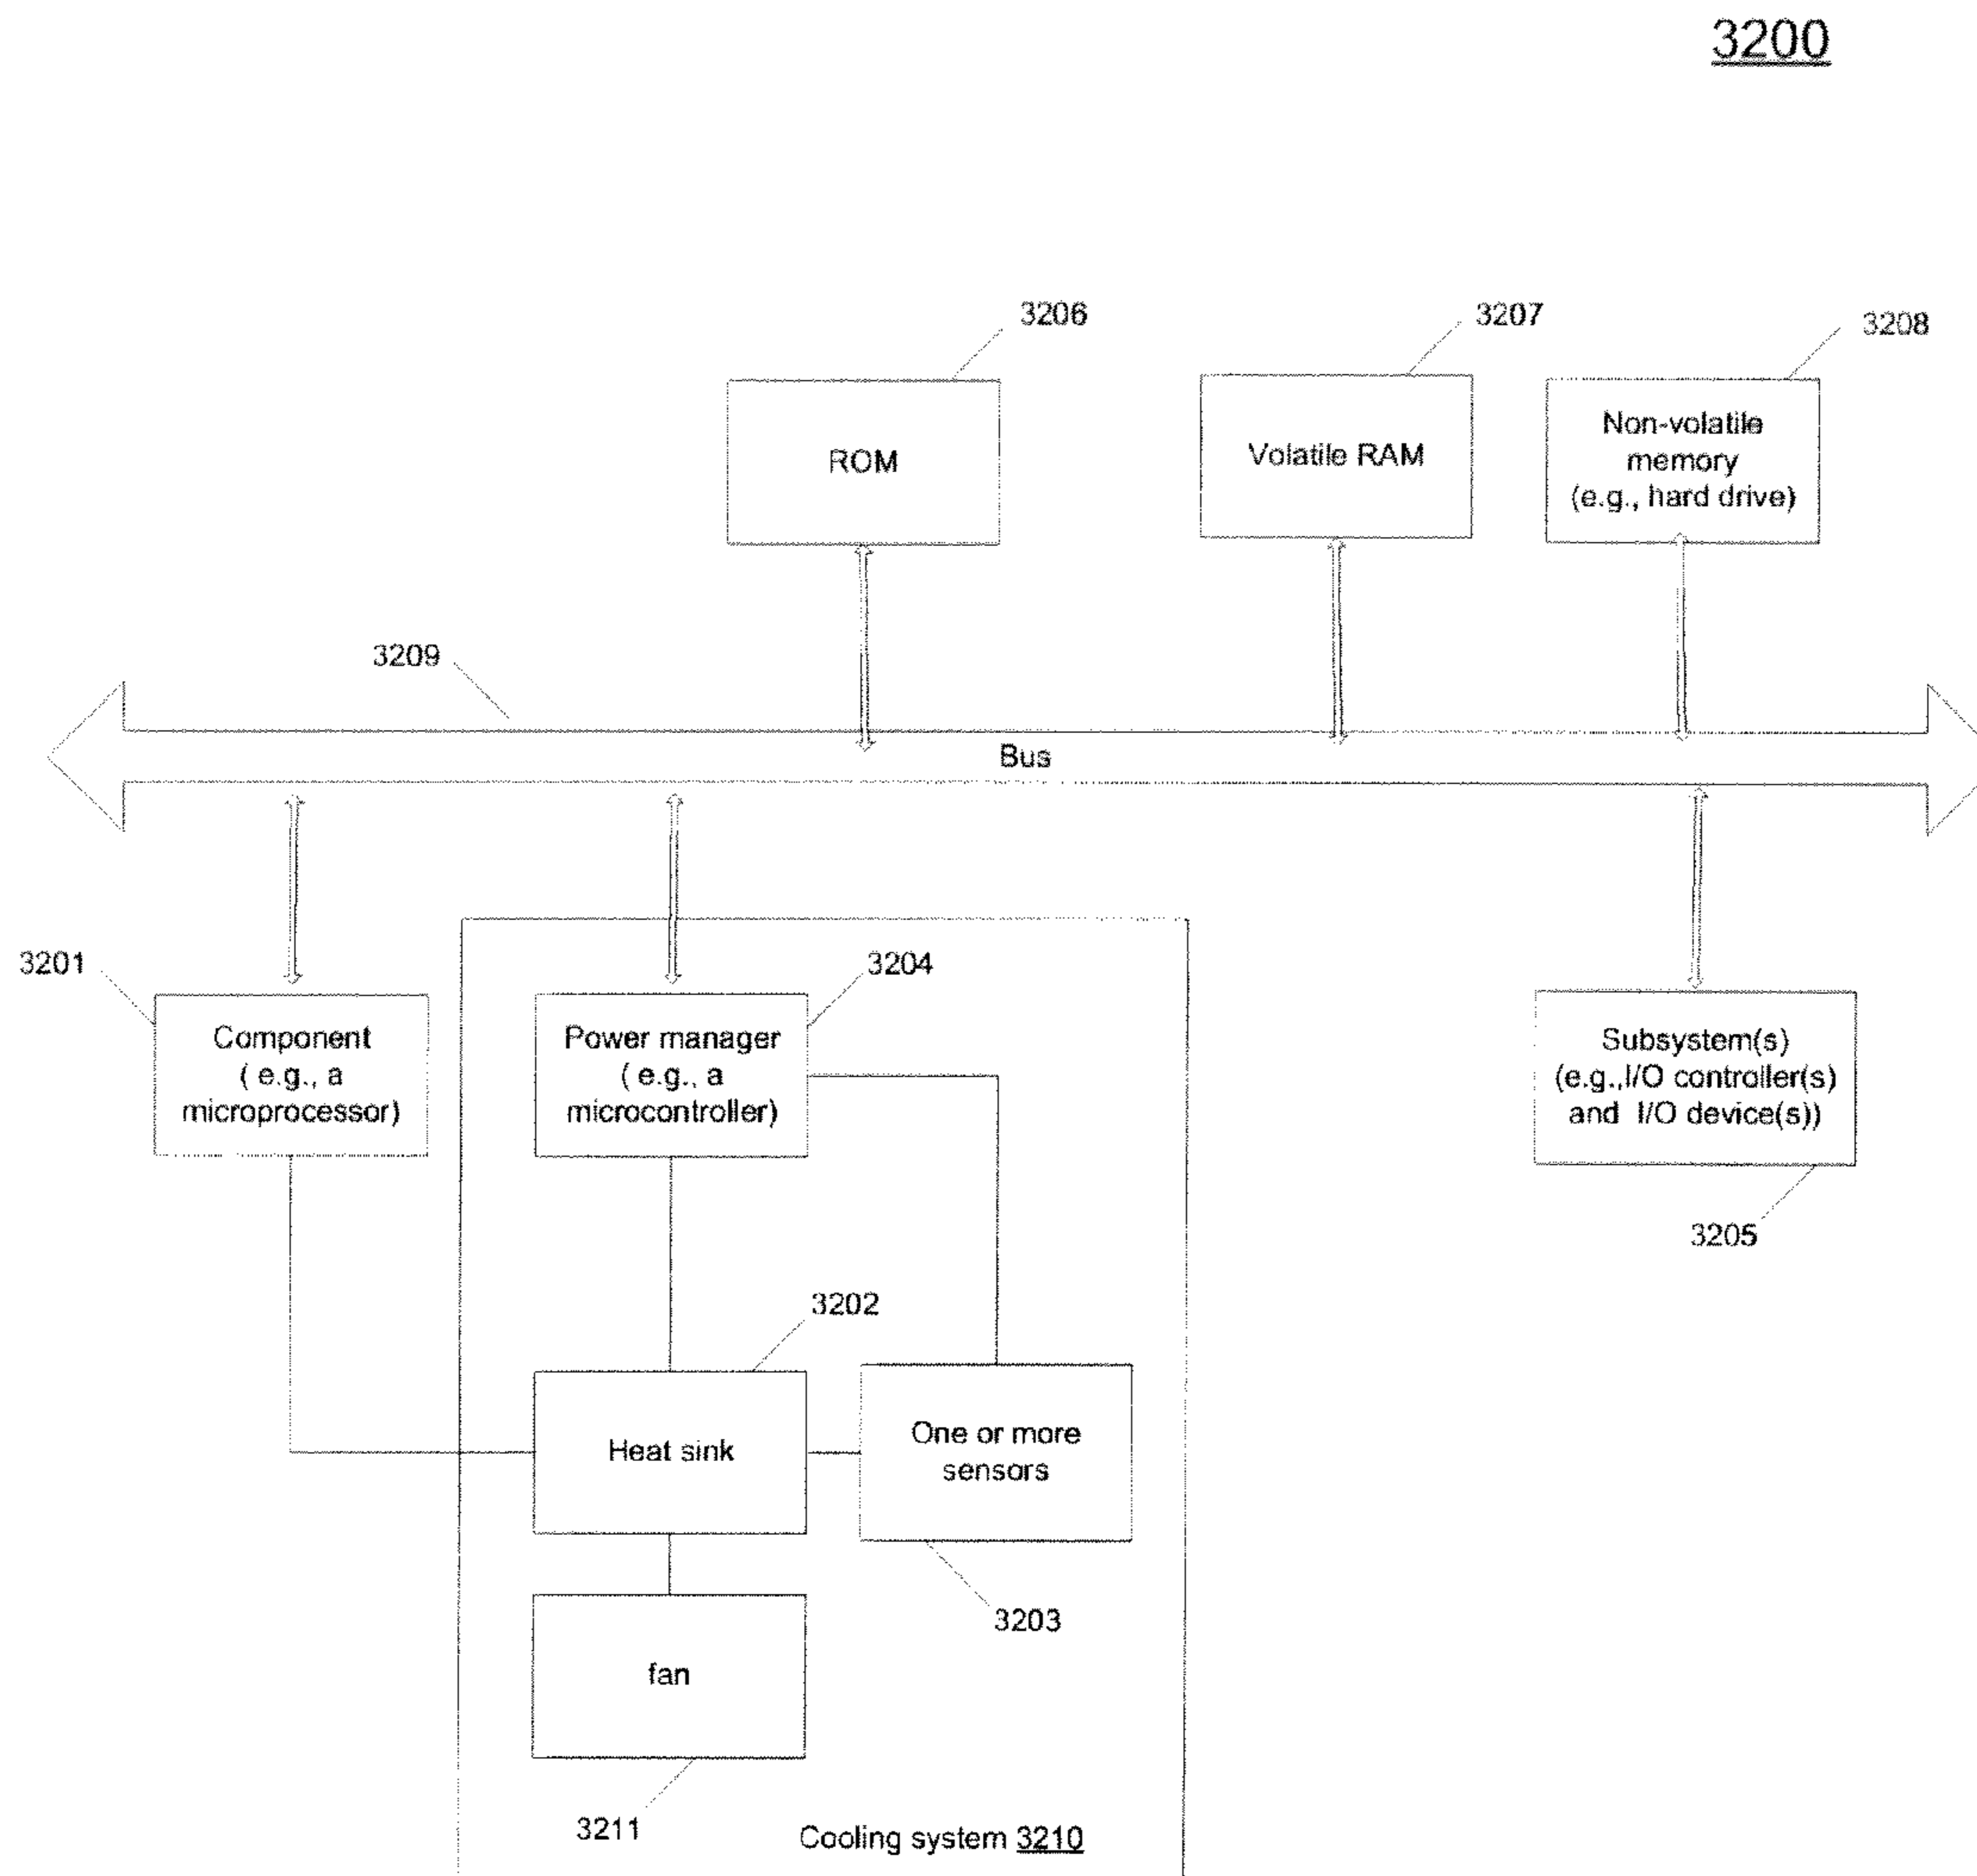 3200
3206
3207
3208
ROM
Volatile RAM
Non-volatile
memory
(e.g., hard drive)
3209
Bus
3201
3204
Component
( e.g., a
microprocessor)
Power manager
( e.g., a
microcontroller)
Subsystem(s)
(e.g.,I/O controller(s)
and I/O device(s))
3205
3202
Heat sink
One or more
sensors
3203
fan
3211
Cooling system 3210